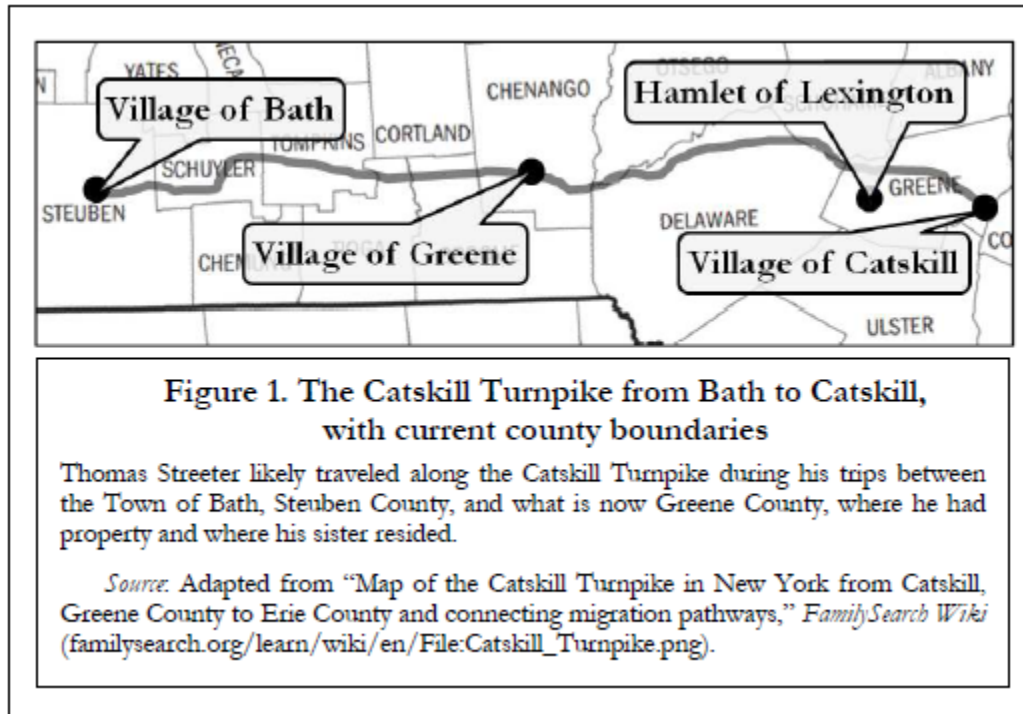 YATES
CHENANGO
ALBANY
Village of Bath
Hamlet of Lexington
TOMPKINS
CORTLAND
SCHUYLER
GREENE
STEUBEN
DELAWARE
Village of Greene
Village of Catskill
CO
ULSTER
Figure 1. The Catskill Turnpike from Bath to Catskill,
with current county boundaries
Thomas Streeter likely traveled along the Catskill Turnpike during his trips between
the Town of Bath, Steuben County, and what is now Greene County, where he had
property and where his sister resided.
Source: Adapted from “Map of the Catskill Turnpike in New York from Catskill,
Greene County to Erie County and connecting migration pathways,” FamilySearch Wiki
(familysearch.org/learn/wiki/en/File:Catskill_Turnpike.png).